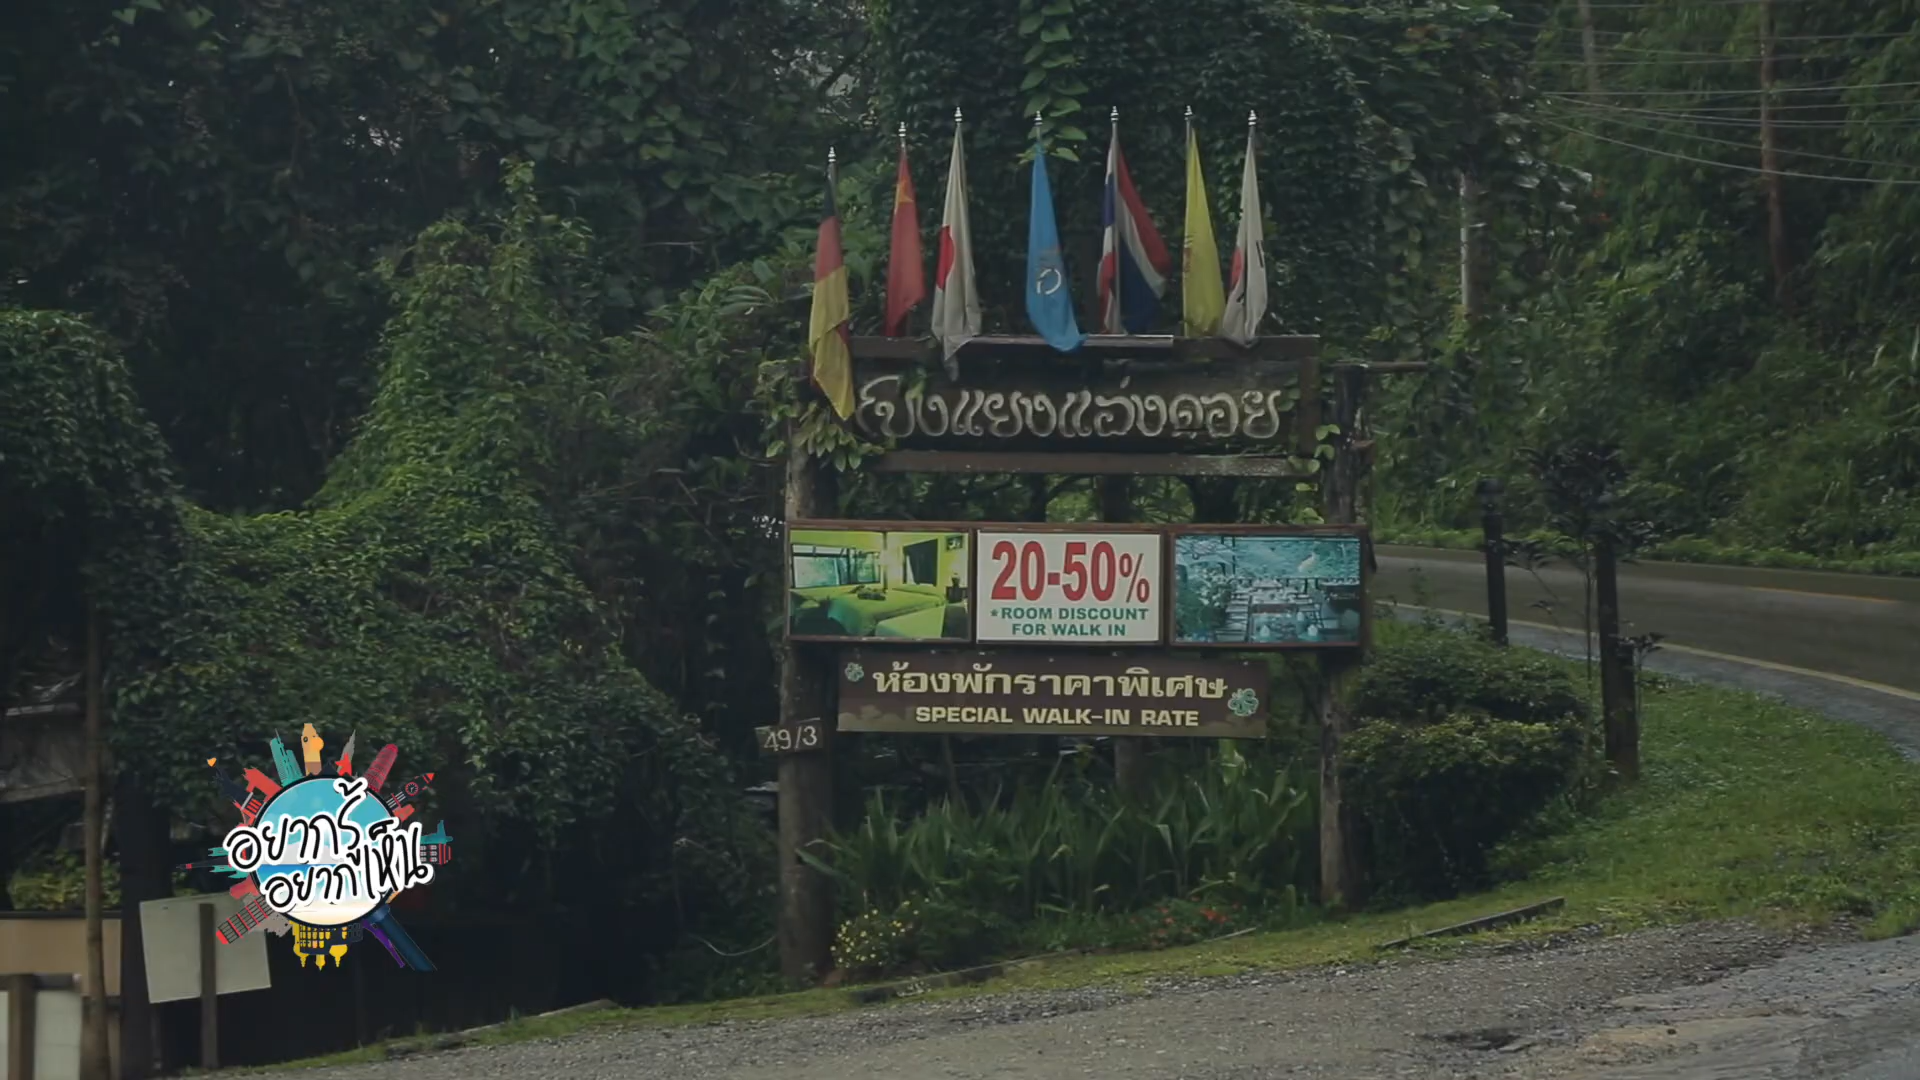 โป่งแยงแอ่งดอย
20-50%
*ROOM DISCOUNT
FOR WALK IN
ห้องพักราคาพิเศษ
SPECIAL WALK-IN RATE
49/3
อยากรู้
อยากเห็น